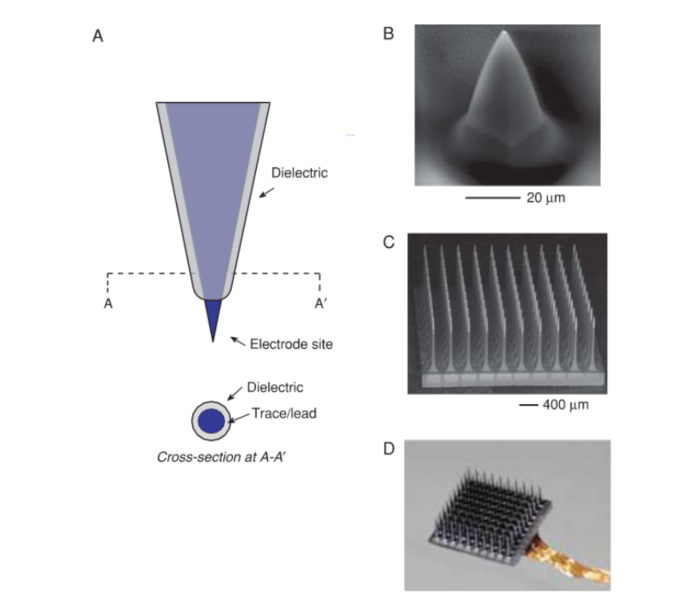 A
Dielectric
A
A′
Electrode site
Dielectric
Trace/lead
Cross-section at A-A′
B
20 μm
C
400 μm
D